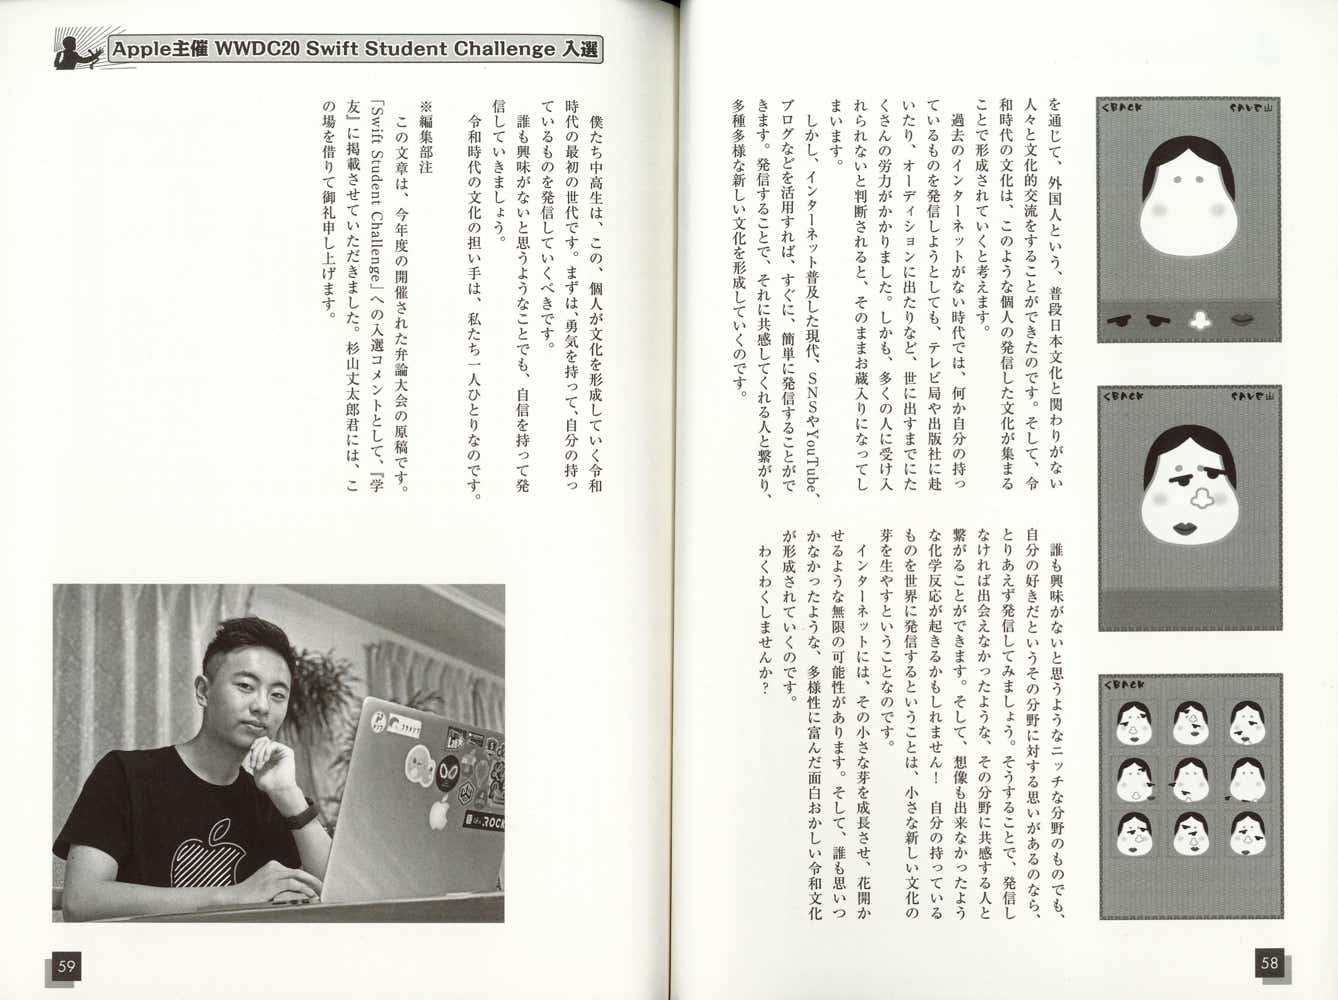 を通じて、外国人という、普段日本文化と関わりがない
人々と文化的交流をすることができたのです。そして、令
和時代の文化は、このような個人の発信した文化が集まる
ことで形成されていくと考えます。
過去のインターネットがない時代では、何か自分の持っ
ているものを発信しようとしても、テレビ局や出版社に赴
いたり、オーディションに出たりなど、世に出すまでにた
くさんの労力がかかりました。しかも、多くの人に受け入
れられないと判断されると、そのままお蔵入りになってし
まいます。
しかし、インターネット普及した現代、SNSやYouTube、
ブログなどを活用すれば、すぐに、簡単に発信することがで
きます。発信することで、それに共感してくれる人と繋がり、
多種多様な新しい文化を形成していくのです。
誰も興味がないと思うようなニッチな分野のものでも、
自分の好きだというその分野に対する思いがあるのなら、
とりあえず発信してみましょう。そうすることで、発信し
なければ出会えなかったような、その分野に共感する人と
繋がることができます。そして、想像も出来なかったよう
な化学反応が起きるかもしれません！　自分の持っている
ものを世界に発信するということは、小さな新しい文化の
芽を生やすということなのです。
インターネットには、その小さな芽を成長させ、花開か
せるような無限の可能性があります。そして、誰も思いつ
かなかったような、多様性に富んだ面白おかしい令和文化
が形成されていくのです。
わくわくしませんか？
<BACK
SAVE
<BACK
SAVE
<BACK
58
Apple主催 WWDC20 Swift Student Challenge 入選
僕たち中高生は、この、個人が文化を形成していく令和
時代の最初の世代です。まずは、勇気を持って、自分の持っ
ているものを発信していくべきです。
誰も興味がないと思うようなことでも、自信を持って発
信していきましょう。
令和時代の文化の担い手は、私たち一人ひとりなのです。
※編集部注
この文章は、今年度の開催された弁論大会の原稿です。
「Swift Student Challenge」への入選コメントとして、『学
友』に掲載させていただきました。杉山丈太郎君には、こ
の場を借りて御礼申し上げます。
59